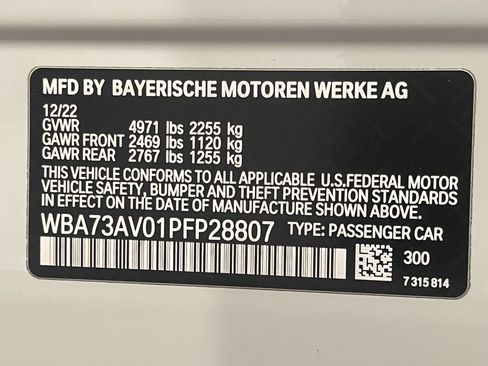 MFD BY BAYERISCHE MOTOREN WERKE AG
12/22
GVWR 4971 lbs 2255 kg
GAWR FRONT 2469 lbs 1120 kg
GAWR REAR 2767 lbs 1255 kg
THIS VEHICLE CONFORMS TO ALL APPLICABLE U.S.FEDERAL MOTOR
VEHICLE SAFETY, BUMPER AND THEFT PREVENTION STANDARDS
IN EFFECT ON THE DATE OF MANUFACTURE SHOWN ABOVE.
WBA73AV01PFP28807 TYPE: PASSENGER CAR
300
7 315 814